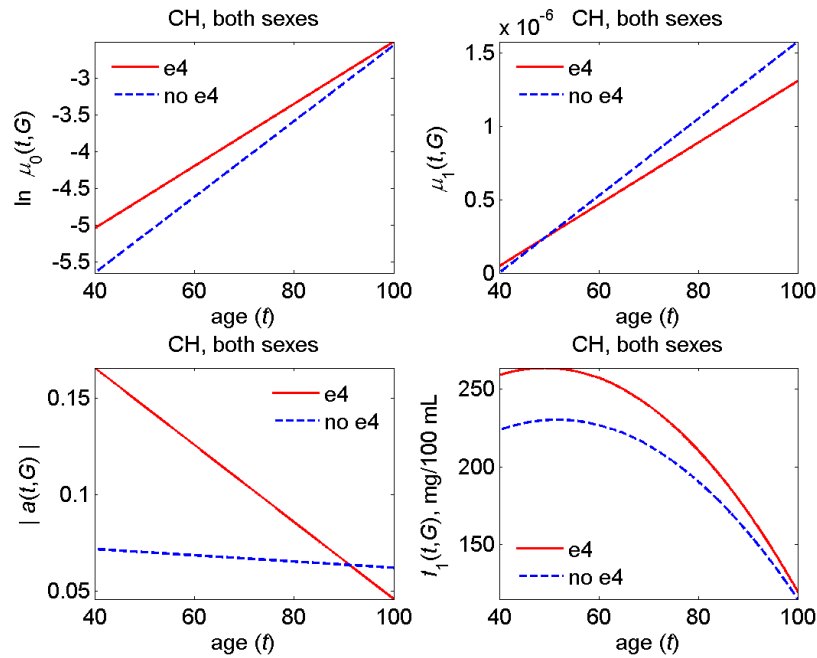 CH, both sexes
ln μ0(t,G)
-3
-3.5
-4
-4.5
-5
-5.5
e4
no e4
40 60 80 100
age (t)
CH, both sexes
x 10-6
μ1(t,G)
1.5
1
0.5
0
e4
no e4
40 60 80 100
age (t)
CH, both sexes
| a(t,G) |
0.15
0.1
0.05
e4
no e4
40 60 80 100
age (t)
CH, both sexes
f1(t,G), mg/100 mL
250
200
150
e4
no e4
40 60 80 100
age (t)